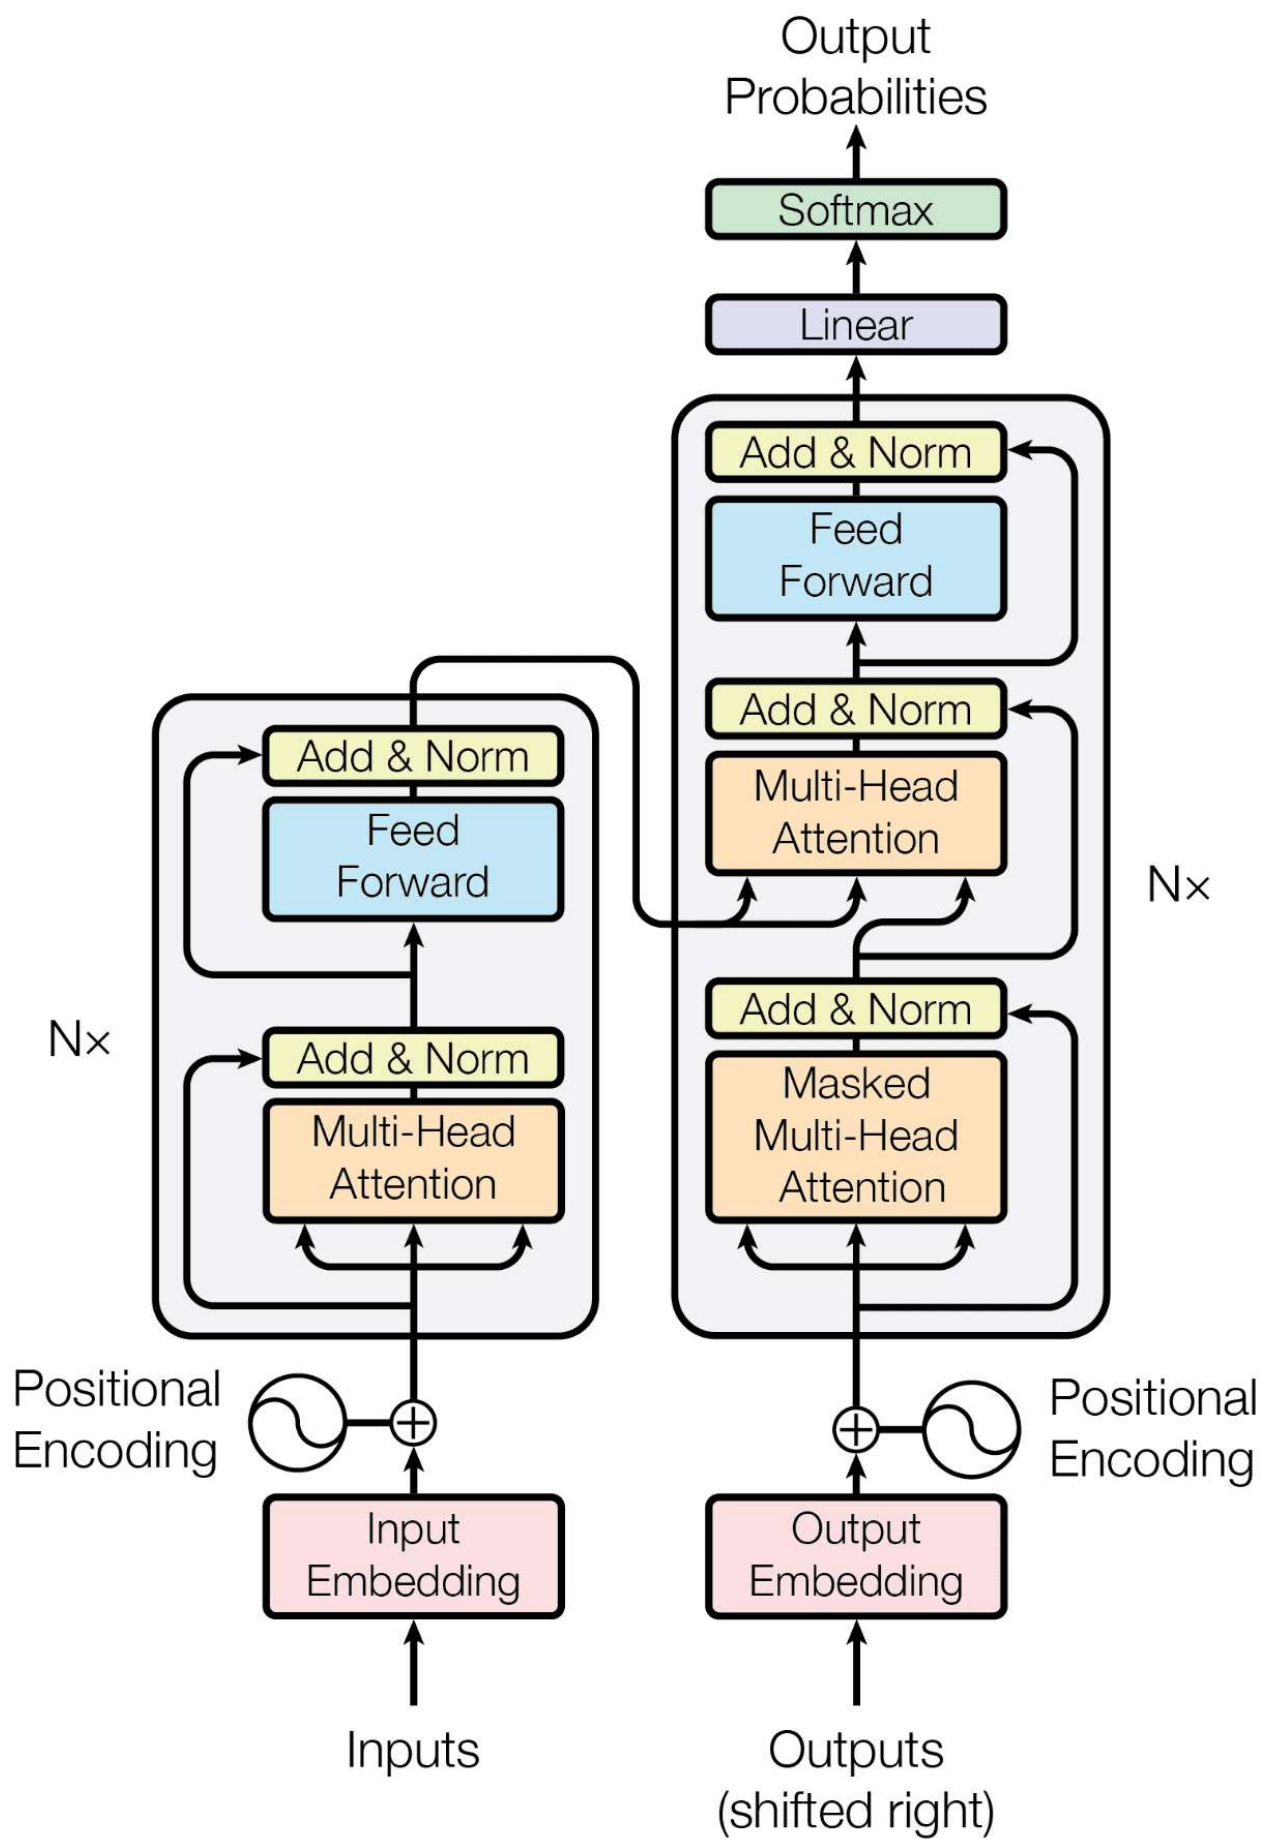 Output
Probabilities
Softmax
Linear
Add & Norm
Feed
Forward
Add & Norm
Multi-Head
Attention
N×
Add & Norm
Masked
Multi-Head
Attention
Add & Norm
Feed
Forward
N×
Add & Norm
Multi-Head
Attention
Positional
Encoding
Positional
Encoding
Input
Embedding
Output
Embedding
Inputs
Outputs
(shifted right)